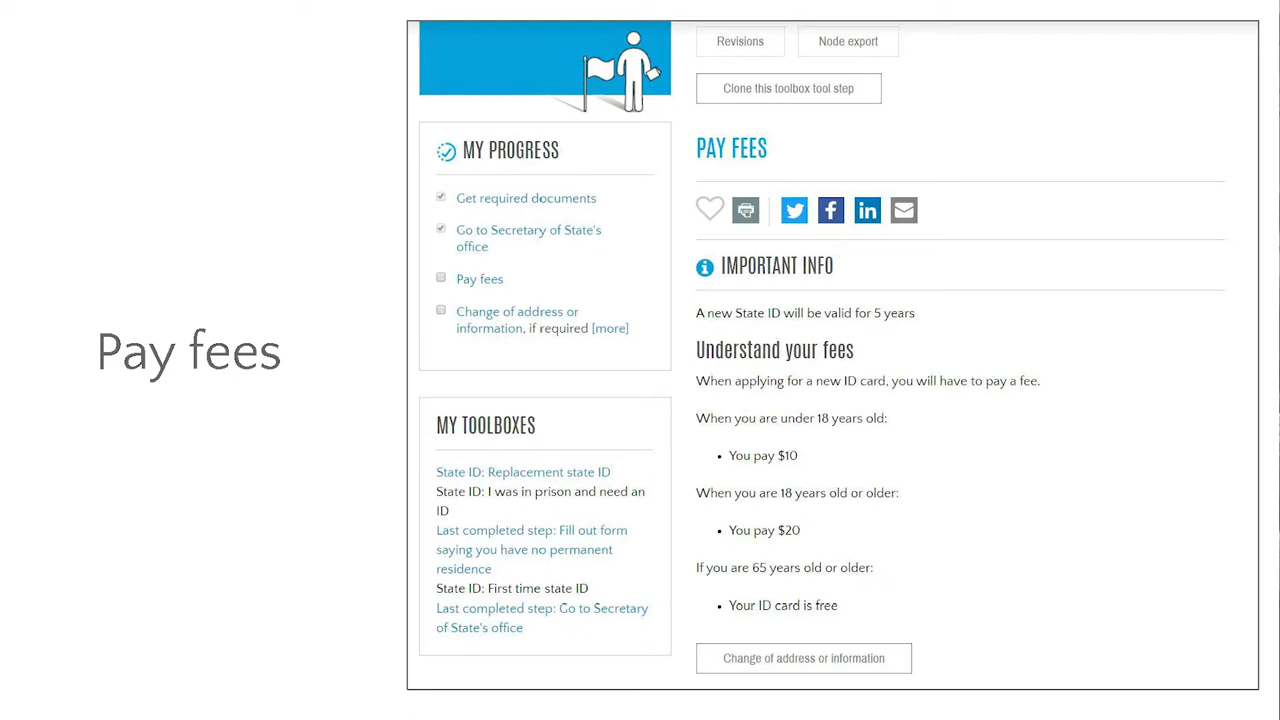 Pay fees
MY PROGRESS
Get required documents
Go to Secretary of State's
office
Pay fees
Change of address or
information, if required [more]
MY TOOLBOXES
State ID: Replacement state ID
State ID: I was in prison and need an
ID
Last completed step: Fill out form
saying you have no permanent
residence
State ID: First time state ID
Last completed step: Go to Secretary
of State's office
Revisions
Node export
Clone this toolbox tool step
PAY FEES
IMPORTANT INFO
A new State ID will be valid for 5 years
Understand your fees
When applying for a new ID card, you will have to pay a fee.
When you are under 18 years old:
• You pay $10
When you are 18 years old or older:
• You pay $20
If you are 65 years old or older:
• Your ID card is free
Change of address or information